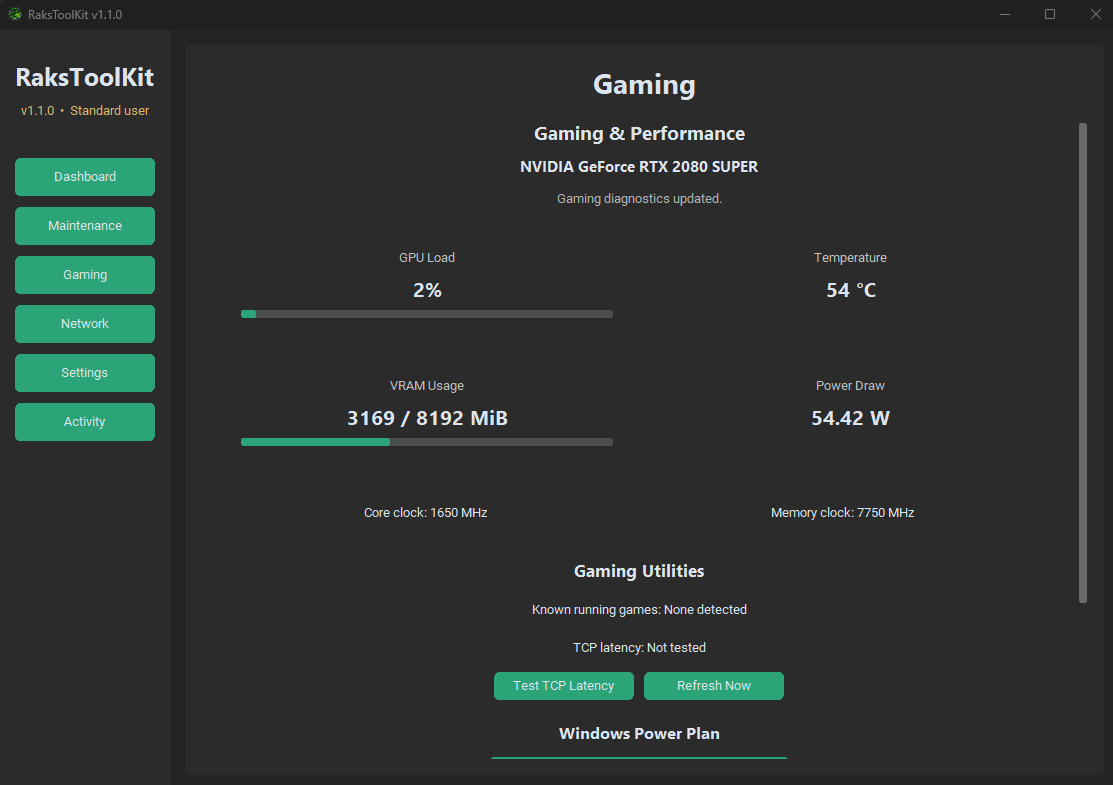 RaksToolKit v1.1.0
RaksToolKit
v1.1.0 • Standard user
Dashboard
Maintenance
Gaming
Network
Settings
Activity
Gaming
Gaming & Performance
NVIDIA GeForce RTX 2080 SUPER
Gaming diagnostics updated.
GPU Load
2%
Temperature
54 °C
VRAM Usage
3169 / 8192 MiB
Power Draw
54.42 W
Core clock: 1650 MHz
Memory clock: 7750 MHz
Gaming Utilities
Known running games: None detected
TCP latency: Not tested
Test TCP Latency
Refresh Now
Windows Power Plan